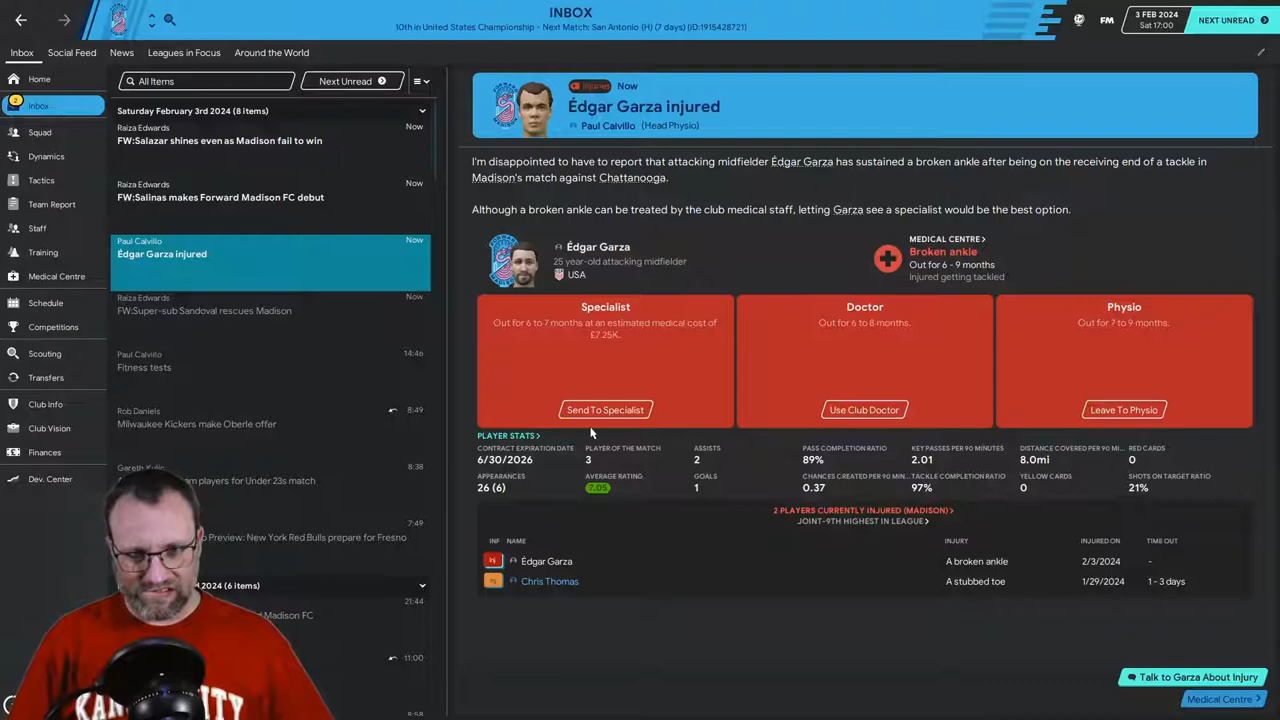 INBOX
10th in United States Championship - Next Match: San Antonio (H) (7 days) (ID:1915428711)
FM
3 FEB 2024
Sat 17:00
NEXT UNREAD
Inbox
Social Feed
News
Leagues in Focus
Around the World
Home
2
Inbox
Squad
Dynamics
Tactics
Team Report
Staff
Training
Medical Centre
Schedule
Competitions
Scouting
Transfers
Club Info
Club Vision
Finances
Dev. Center
All Items
Next Unread
Saturday February 3rd 2024 (8 items)
Raiza Edwards
Now
FW:Salazar shines even as Madison fail to win
Raiza Edwards
Now
FW:Salinas makes Forward Madison FC debut
Paul Calvillo
Now
Édgar Garza injured
Raiza Edwards
Now
FW:Super-sub Sandoval rescues Madison
Paul Calvillo
14:46
Fitness tests
Rob Daniels
8:49
Milwaukee Kickers make Oberle offer
8:38
players for Under 23s match
7:49
Preview: New York Red Bulls prepare for Fresno
2024 (6 items)
21:44
Madison FC
11:00
8:58
Injuries
Now
Édgar Garza injured
Paul Calvillo (Head Physio)
I'm disappointed to have to report that attacking midfielder Édgar Garza has sustained a broken ankle after being on the receiving end of a tackle in
Madison's match against Chattanooga.
Although a broken ankle can be treated by the club medical staff, letting Garza see a specialist would be the best option.
Édgar Garza
25 year-old attacking midfielder
USA
MEDICAL CENTRE >
Broken ankle
Out for 6 - 9 months
injured getting tackled
Specialist
Out for 6 to 7 months at an estimated medical cost of
£7.25K.
Send To Specialist
Doctor
Out for 6 to 8 months.
Use Club Doctor
Physio
Out for 7 to 9 months.
Leave To Physio
PLAYER STATS >
CONTRACT EXPIRATION DATE
6/30/2026
PLAYER OF THE MATCH
3
ASSISTS
2
PASS COMPLETION RATIO
89%
KEY PASSES PER 90 MINUTES
2.01
DISTANCE COVERED PER 90 MI...
8.0mi
RED CARDS
0
APPEARANCES
26 (6)
AVERAGE RATING
7.05
GOALS
1
CHANCES CREATED PER 90 MIN...
0.37
TACKLE COMPLETION RATIO
97%
YELLOW CARDS
0
SHOTS ON TARGET RATIO
21%
2 PLAYERS CURRENTLY INJURED (MADISON) >
JOINT-9TH HIGHEST IN LEAGUE >
INF NAME INJURY INJURED ON TIME OUT
Inj Édgar Garza A broken ankle 2/3/2024 -
Inj Chris Thomas A stubbed toe 1/29/2024 1 - 3 days
Talk to Garza About Injury
Medical Centre >